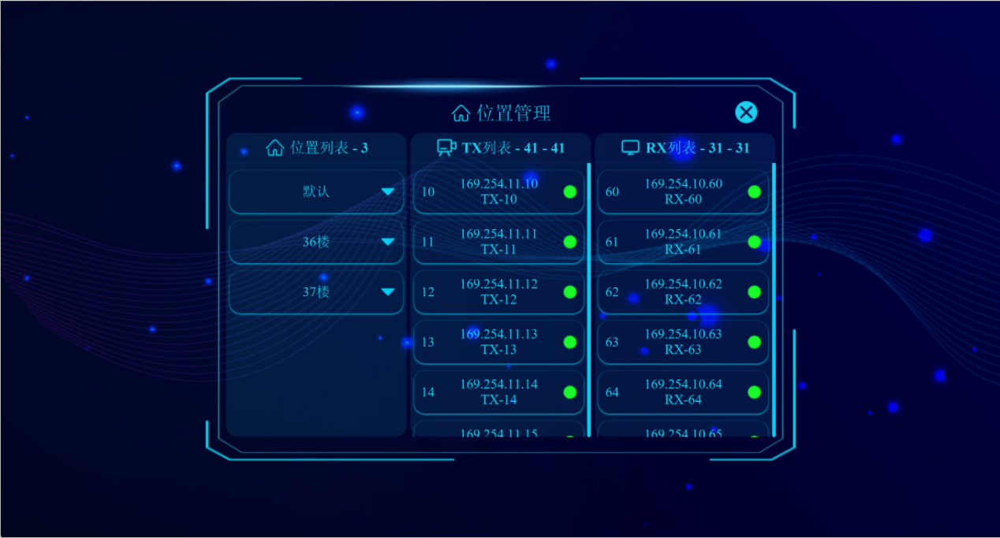 位置管理
位置列表 - 3
默认
36楼
37楼
TX列表 - 41 - 41
10
169.254.11.10
TX-10
11
169.254.11.11
TX-11
12
169.254.11.12
TX-12
13
169.254.11.13
TX-13
14
169.254.11.14
TX-14
169.254.11.15
RX列表 - 31 - 31
60
169.254.10.60
RX-60
61
169.254.10.61
RX-61
62
169.254.10.62
RX-62
63
169.254.10.63
RX-63
64
169.254.10.64
RX-64
169.254.10.65